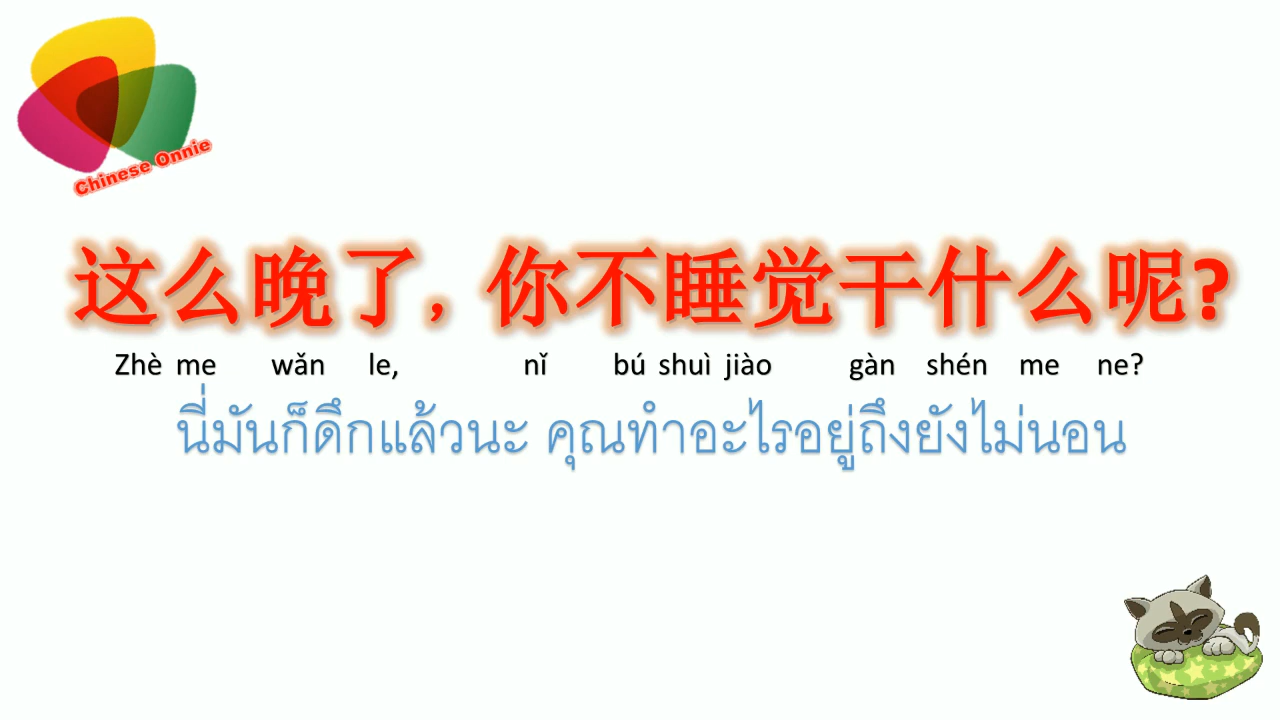 Chinese Onnie
这么晚了，你不睡觉干什么呢?
Zhè me wǎn le, nǐ bú shuì jiào gàn shén me ne?
นี่มันก็ดึกแล้วนะ คุณทำอะไรอยู่ถึงยังไม่นอน